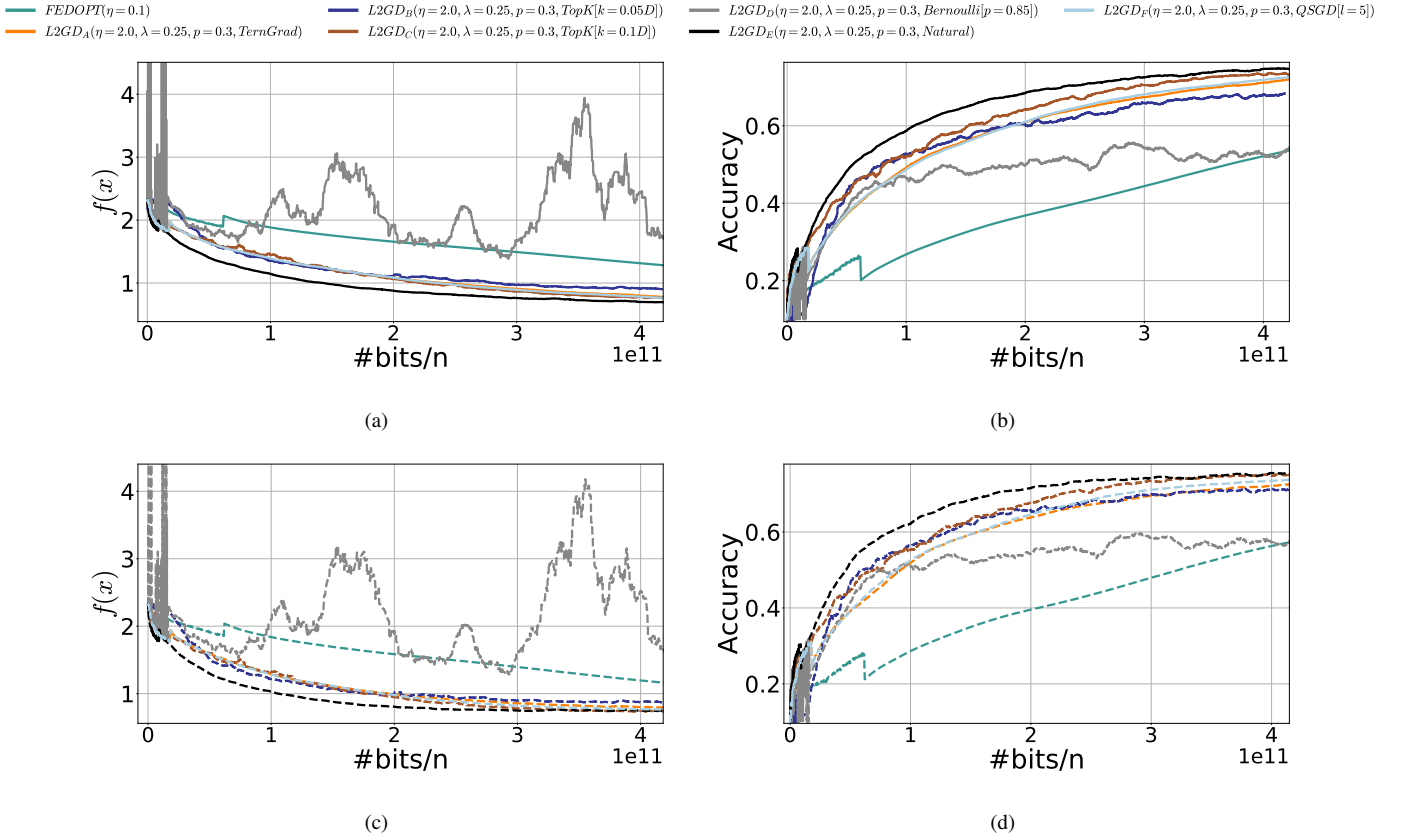 FEDOPT(η = 0.1) L2GD_B(η = 2.0, λ = 0.25, p = 0.3, TopK[k = 0.05D]) L2GD_D(η = 2.0, λ = 0.25, p = 0.3, Bernoulli[p = 0.85]) L2GD_F(η = 2.0, λ = 0.25, p = 0.3, QSGD[l = 5])
L2GD_A(η = 2.0, λ = 0.25, p = 0.3, TernGrad) L2GD_C(η = 2.0, λ = 0.25, p = 0.3, TopK[k = 0.1D]) L2GD_E(η = 2.0, λ = 0.25, p = 0.3, Natural)
4
3
2
1
f(x)
0 1 2 3 4
#bits/n 1e11
(a)
0.6
0.4
0.2
Accuracy
0 1 2 3 4
#bits/n 1e11
(b)
4
3
2
1
f(x)
0 1 2 3 4
#bits/n 1e11
(c)
0.6
0.4
0.2
Accuracy
0 1 2 3 4
#bits/n 1e11
(d)